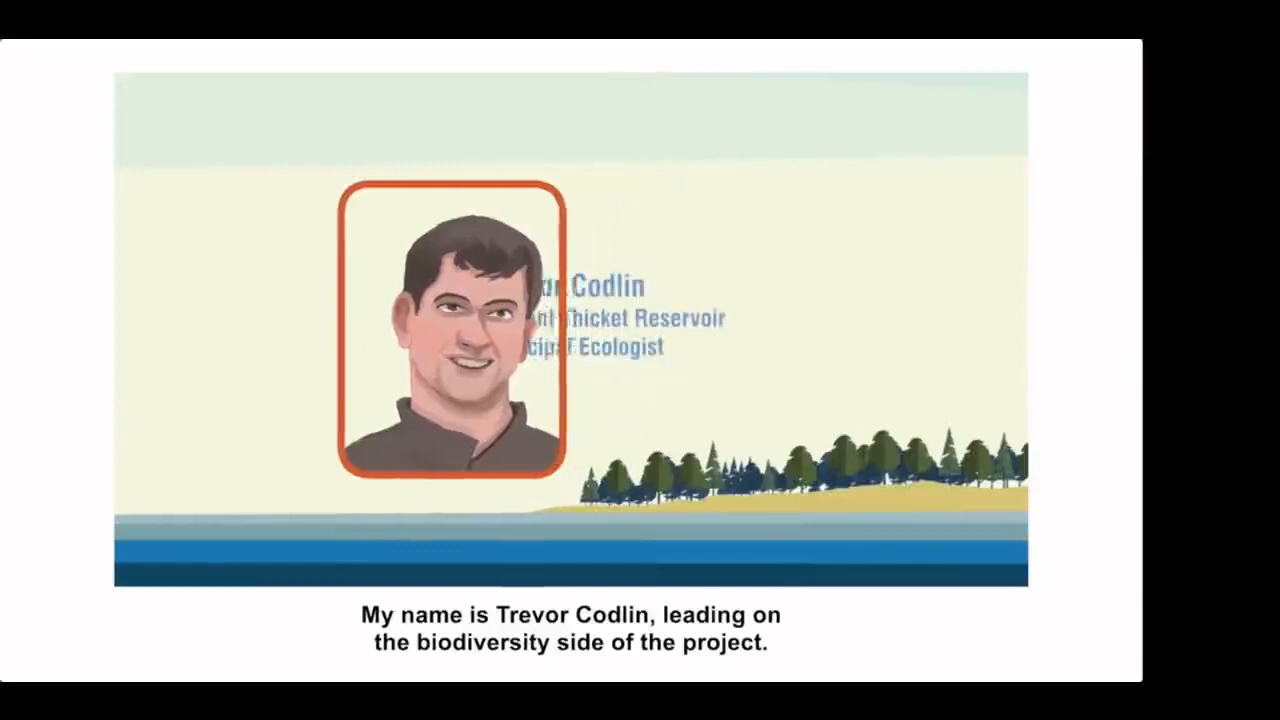 Codlin
Thicket Reservoir
Ecologist
My name is Trevor Codlin, leading on
the biodiversity side of the project.